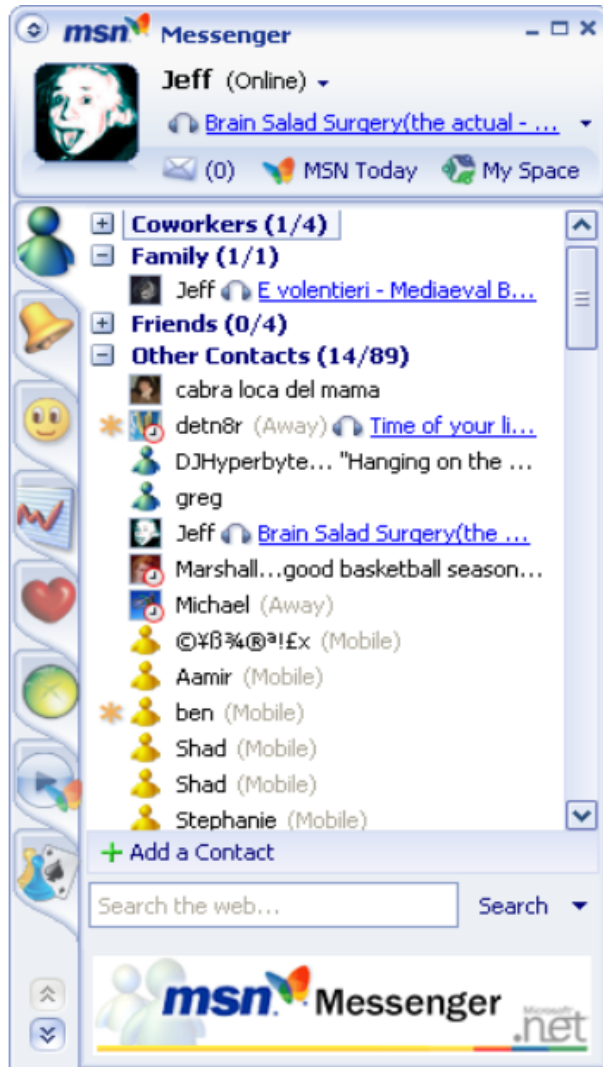 msn Messenger
Jeff (Online)
Brain Salad Surgery(the actual - ...
(0) MSN Today My Space
Coworkers (1/4)
Family (1/1)
Jeff E volentieri - Mediaeval B...
Friends (0/4)
Other Contacts (14/89)
cabra loca del mama
detn8r (Away) Time of your li...
DJHyperbyte... "Hanging on the ...
greg
Jeff Brain Salad Surgery(the ...
Marshall...good basketball season...
Michael (Away)
©¥ß¾®ª!£× (Mobile)
Aamir (Mobile)
ben (Mobile)
Shad (Mobile)
Shad (Mobile)
Stephanie (Mobile)
Add a Contact
Search the web... Search
msn Messenger
Microsoft
.net